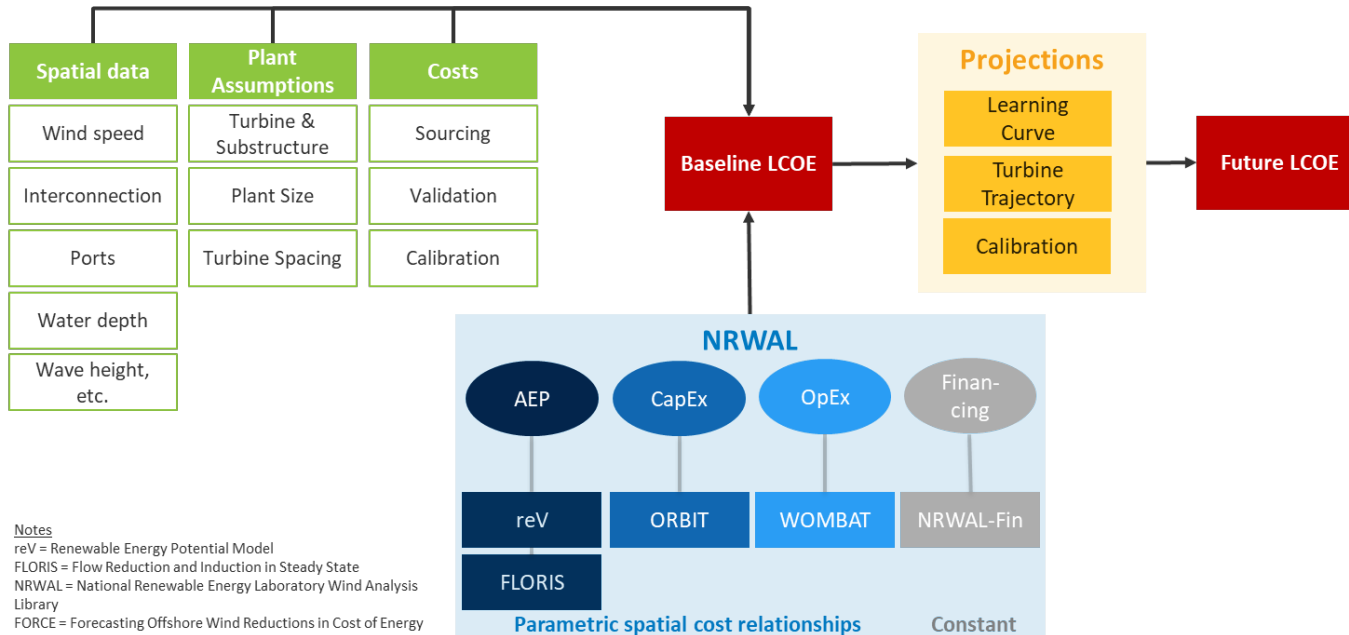 Spatial data
Wind speed
Interconnection
Ports
Water depth
Wave height,
etc.
Plant
Assumptions
Turbine &
Substructure
Plant Size
Turbine Spacing
Costs
Sourcing
Validation
Calibration
Baseline LCOE
Projections
Learning
Curve
Turbine
Trajectory
Calibration
Future LCOE
NRWAL
AEP
CapEx
OpEx
Finan-
cing
reV
ORBIT
WOMBAT
NRWAL-Fin
FLORIS
Parametric spatial cost relationships
Constant
Notes
reV = Renewable Energy Potential Model
FLORIS = Flow Reduction and Induction in Steady State
NRWAL = National Renewable Energy Laboratory Wind Analysis
Library
FORCE = Forecasting Offshore Wind Reductions in Cost of Energy